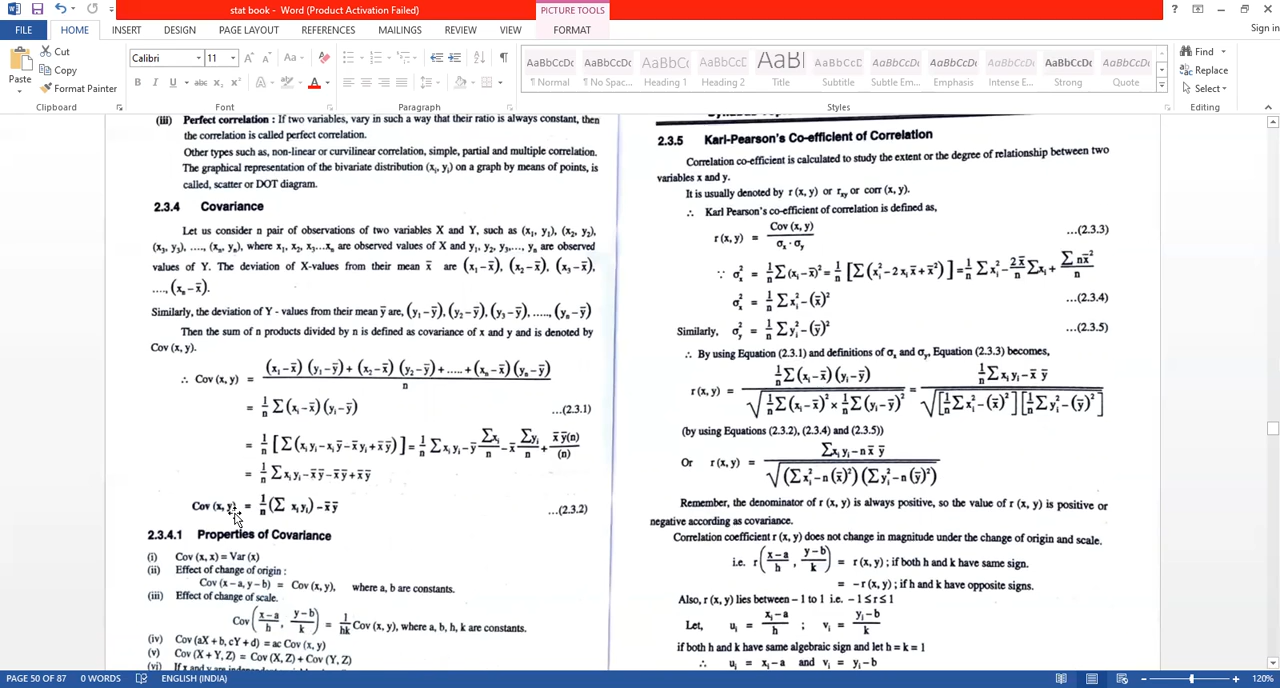 stat book - Word (Product Activation Failed)
PICTURE TOOLS
Sign in
FILE HOME INSERT DESIGN PAGE LAYOUT REFERENCES MAILINGS REVIEW VIEW FORMAT
Paste
Cut
Copy
Format Painter
Clipboard
Calibri 11
Font
Paragraph
AaBbCcDc AaBbCcDc AaBbCc AaBbCcC AaBl AaBbCcC AaBbCcDc AaBbCcDc AaBbCcDc AaBbCcDc AaBbCcDc
¶ Normal ¶ No Spac... Heading 1 Heading 2 Title Subtitle Subtle Em... Emphasis Intense E... Strong Quote
Styles
Find
Replace
Select
Editing
(iii) Perfect correlation : If two variables, vary in such a way that their ratio is always constant, then
the correlation is called perfect correlation.
Other types such as, non-linear or curvilinear correlation, simple, partial and multiple correlation.
The graphical representation of the bivariate distribution (xᵢ, yᵢ) on a graph by means of points, is
called, scatter or DOT diagram.
2.3.4 Covariance
Let us consider n pair of observations of two variables X and Y, such as (x₁, y₁), (x₂, y₂),
(x₃, y₃), ...., (xₙ, yₙ), where x₁, x₂, x₃...xₙ are observed values of X and y₁, y₂, y₃,..., yₙ are observed
values of Y. The deviation of X-values from their mean x̄ are (x₁–x̄), (x₂–x̄), (x₃–x̄),
...., (xₙ–x̄).
Similarly, the deviation of Y - values from their mean ȳ are, (y₁–ȳ), (y₂–ȳ), (y₃–ȳ), ....., (yₙ–ȳ)
Then the sum of n products divided by n is defined as covariance of x and y and is denoted by
Cov (x, y).
∴ Cov (x, y) = ((x₁–x̄) (y₁–ȳ) + (x₂–x̄) (y₂–ȳ) + ..... + (xₙ–x̄) (yₙ–ȳ)) / n
= 1/n ∑ (xᵢ–x̄) (yᵢ–ȳ) ...(2.3.1)
= 1/n [∑ (xᵢ yᵢ – xᵢ ȳ – x̄ yᵢ + x̄ ȳ)] = 1/n ∑ xᵢ yᵢ – ȳ ∑xᵢ/n – x̄ ∑yᵢ/n + x̄ ȳ(n)/(n)
= 1/n ∑ xᵢ yᵢ – x̄ ȳ – x̄ ȳ + x̄ ȳ
Cov (x, y) = 1/n (∑ xᵢ yᵢ) – x̄ ȳ ...(2.3.2)
2.3.4.1 Properties of Covariance
(i) Cov (x, x) = Var (x)
(ii) Effect of change of origin :
Cov (x – a, y – b) = Cov (x, y), where a, b are constants.
(iii) Effect of change of scale.
Cov ((x–a)/h, (y–b)/k) = 1/hk Cov (x, y), where a, b, h, k are constants.
(iv) Cov (aX + b, cY + d) = ac Cov (x, y)
(v) Cov (X + Y, Z) = Cov (X, Z) + Cov (Y, Z)
2.3.5 Karl-Pearson's Co-efficient of Correlation
Correlation co-efficient is calculated to study the extent or the degree of relationship between two
variables x and y.
It is usually denoted by r (x, y) or rₓᵧ or corr (x, y).
∴ Karl Pearson's co-efficient of correlation is defined as,
r (x, y) = Cov (x, y) / σₓ · σᵧ ...(2.3.3)
∵ σₓ² = 1/n ∑ (xᵢ – x̄)² = 1/n [∑ (xᵢ² – 2 xᵢ x̄ + x̄²)] = 1/n ∑ xᵢ² – 2x̄/n ∑xᵢ + ∑ nx̄²/n
σₓ² = 1/n ∑ xᵢ² – (x̄)² ...(2.3.4)
Similarly, σᵧ² = 1/n ∑ yᵢ² – (ȳ)² ...(2.3.5)
∴ By using Equation (2.3.1) and definitions of σₓ and σᵧ, Equation (2.3.3) becomes,
r (x, y) = (1/n ∑ (xᵢ – x̄) (yᵢ – ȳ)) / √(1/n ∑ (xᵢ – x̄)² × 1/n ∑ (yᵢ – ȳ)²) = (1/n ∑ xᵢ yᵢ – x̄ ȳ) / √([1/n ∑ xᵢ² – (x̄)²] [1/n ∑ yᵢ² – (ȳ)²])
(by using Equations (2.3.2), (2.3.4) and (2.3.5))
Or r (x, y) = (∑xᵢ yᵢ – n x̄ ȳ) / √((∑ xᵢ² – n (x̄)²) (∑ yᵢ² – n (ȳ)²))
Remember, the denominator of r (x, y) is always positive, so the value of r (x, y) is positive or
negative according as covariance.
Correlation coefficient r (x, y) does not change in magnitude under the change of origin and scale.
i.e. r ((x–a)/h, (y–b)/k) = r (x, y) ; if both h and k have same sign.
= – r (x, y) ; if h and k have opposite signs.
Also, r (x, y) lies between – 1 to 1 i.e. – 1 ≤ r ≤ 1
Let, uᵢ = (xᵢ – a)/h ; vᵢ = (yᵢ – b)/k
if both h and k have same algebraic sign and let h = k = 1
∴ uᵢ = xᵢ – a and vᵢ = yᵢ – b
PAGE 50 OF 87 0 WORDS ENGLISH (INDIA) 120%